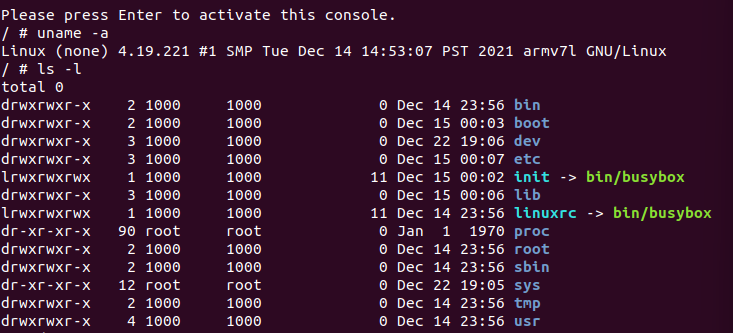 Please press Enter to activate this console.
/ # uname -a
Linux (none) 4.19.221 #1 SMP Tue Dec 14 14:53:07 PST 2021 armv7l GNU/Linux
/ # ls -l
total 0
drwxrwxr-x    2 1000     1000             0 Dec 14 23:56 bin
drwxrwxr-x    2 1000     1000             0 Dec 15 00:03 boot
drwxrwxr-x    3 1000     1000             0 Dec 22 19:06 dev
drwxrwxr-x    3 1000     1000             0 Dec 15 00:07 etc
lrwxrwxrwx    1 1000     1000            11 Dec 15 00:02 init -> bin/busybox
drwxrwxr-x    3 1000     1000             0 Dec 15 00:06 lib
lrwxrwxrwx    1 1000     1000            11 Dec 14 23:56 linuxrc -> bin/busybox
dr-xr-xr-x   90 root     root             0 Jan  1  1970 proc
drwxrwxr-x    2 1000     1000             0 Dec 14 23:56 root
drwxrwxr-x    2 1000     1000             0 Dec 14 23:56 sbin
dr-xr-xr-x   12 root     root             0 Dec 22 19:05 sys
drwxrwxr-x    2 1000     1000             0 Dec 14 23:56 tmp
drwxrwxr-x    4 1000     1000             0 Dec 14 23:56 usr